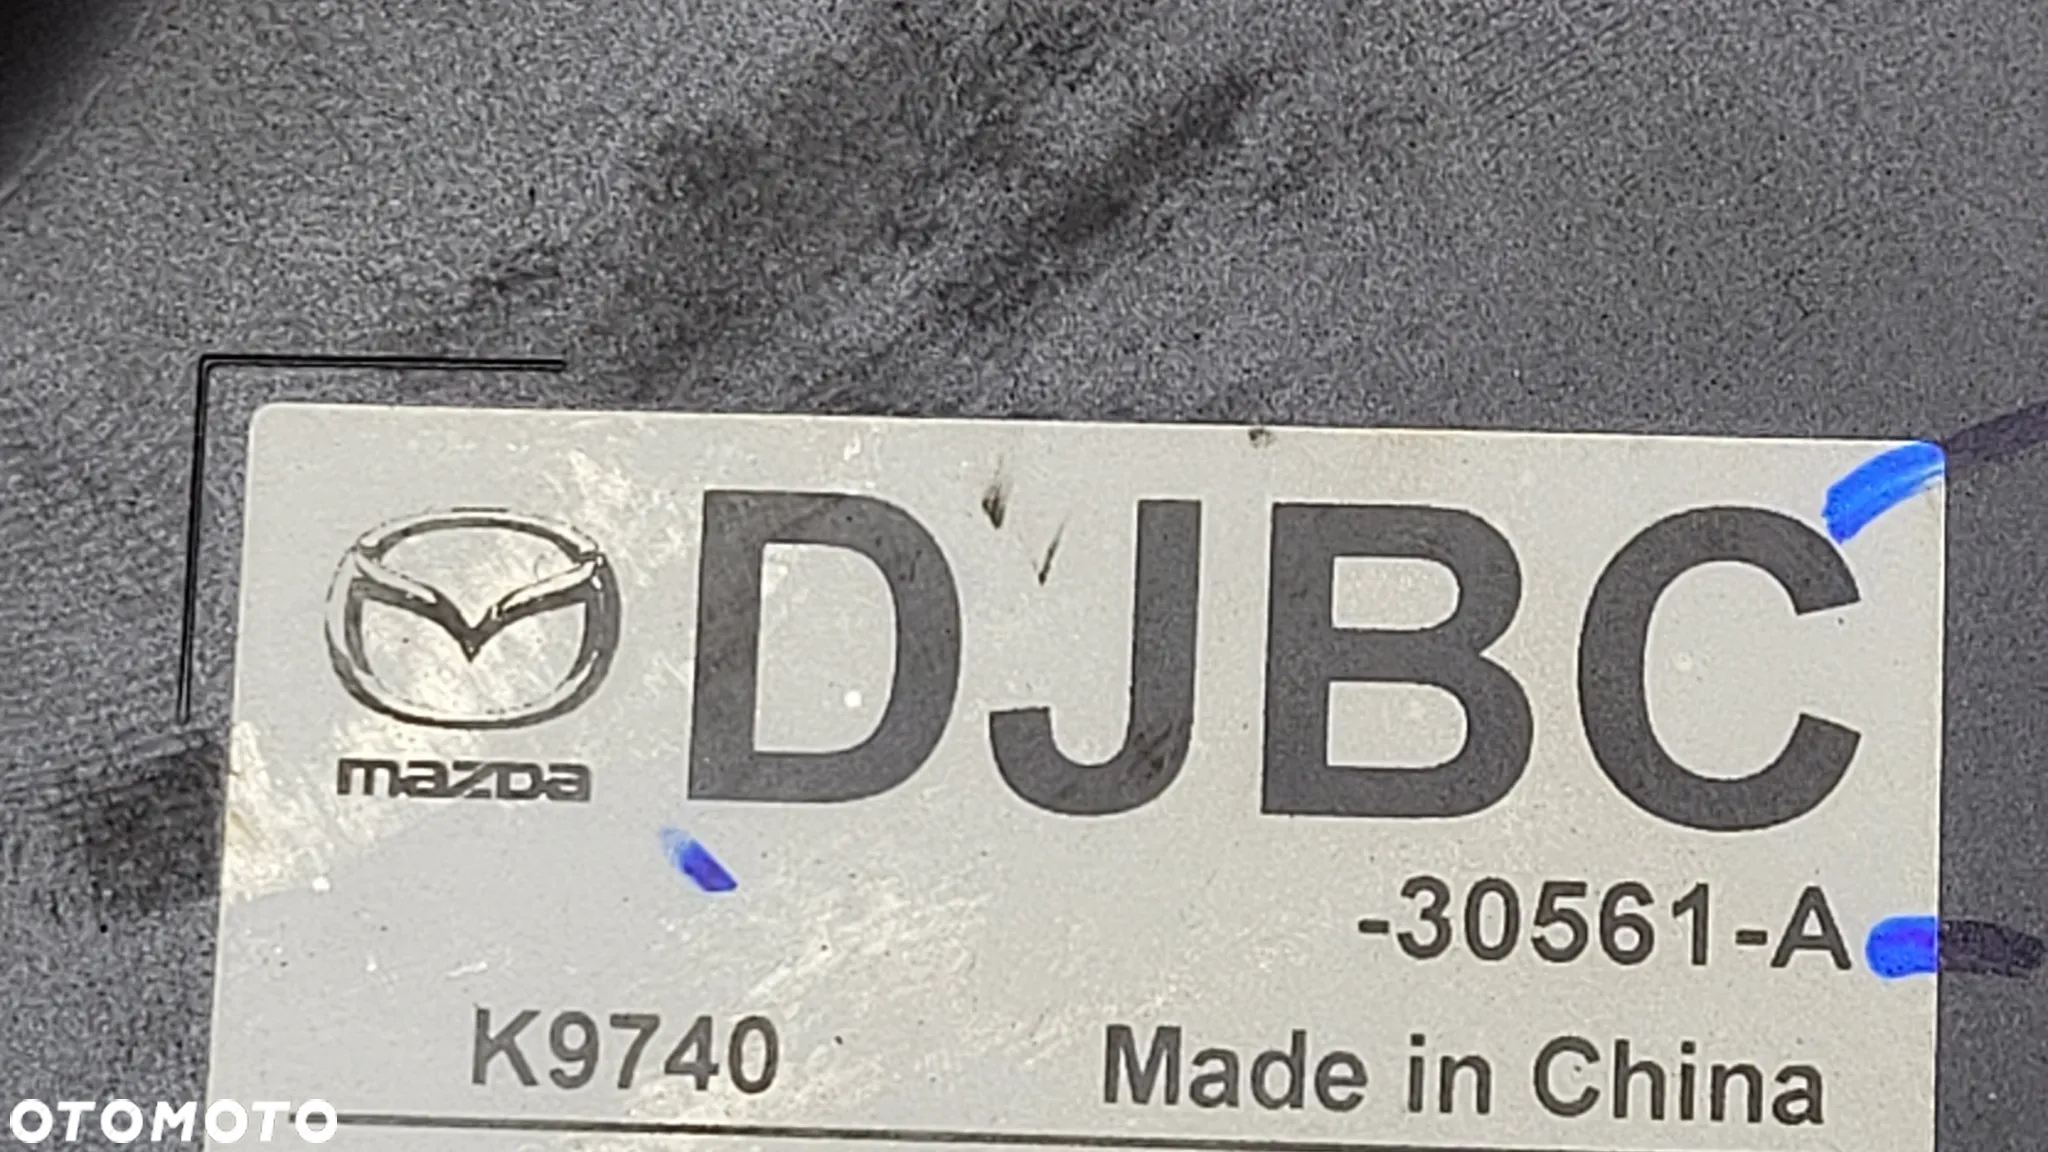 mazda
DJBC
-30561-A
K9740
Made in China
OTOMOTO